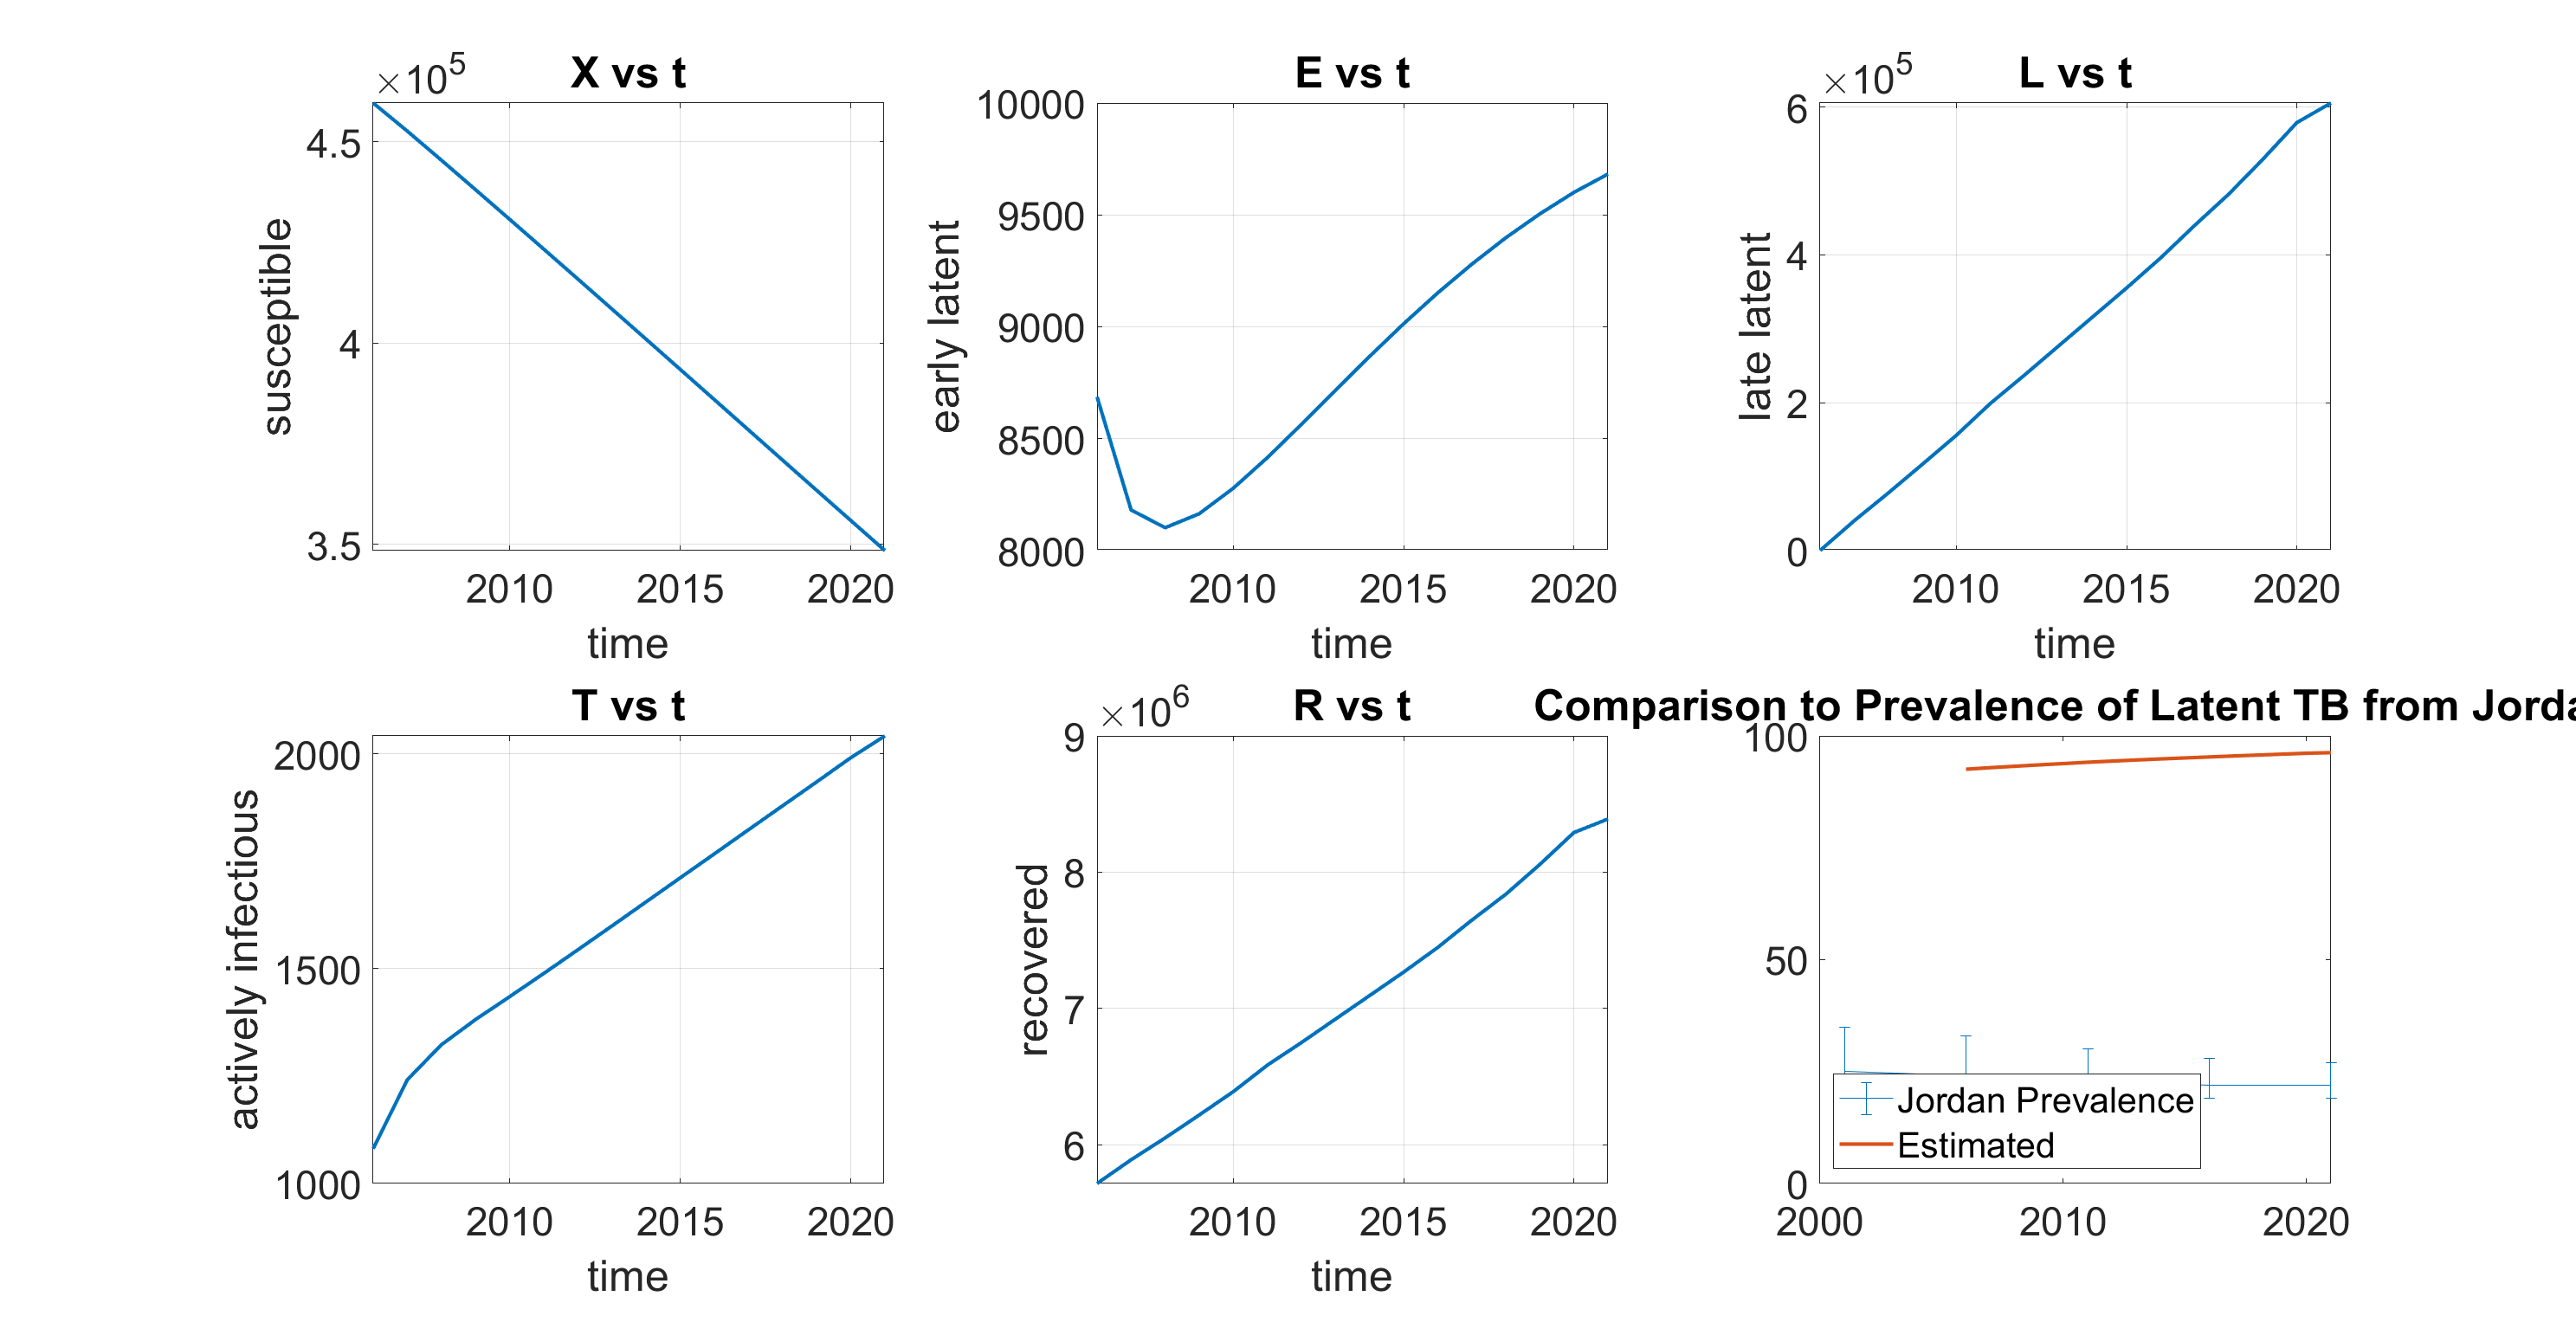 X vs t
×10^5
4.5
4
3.5
susceptible
2010 2015 2020
time
E vs t
10000
9500
9000
8500
8000
early latent
2010 2015 2020
time
L vs t
×10^5
6
4
2
0
late latent
2010 2015 2020
time
T vs t
2000
1500
1000
actively infectious
2010 2015 2020
time
R vs t
×10^6
9
8
7
6
recovered
2010 2015 2020
time
Comparison to Prevalence of Latent TB from Jorda
100
50
0
Jordan Prevalence
Estimated
2000 2010 2020